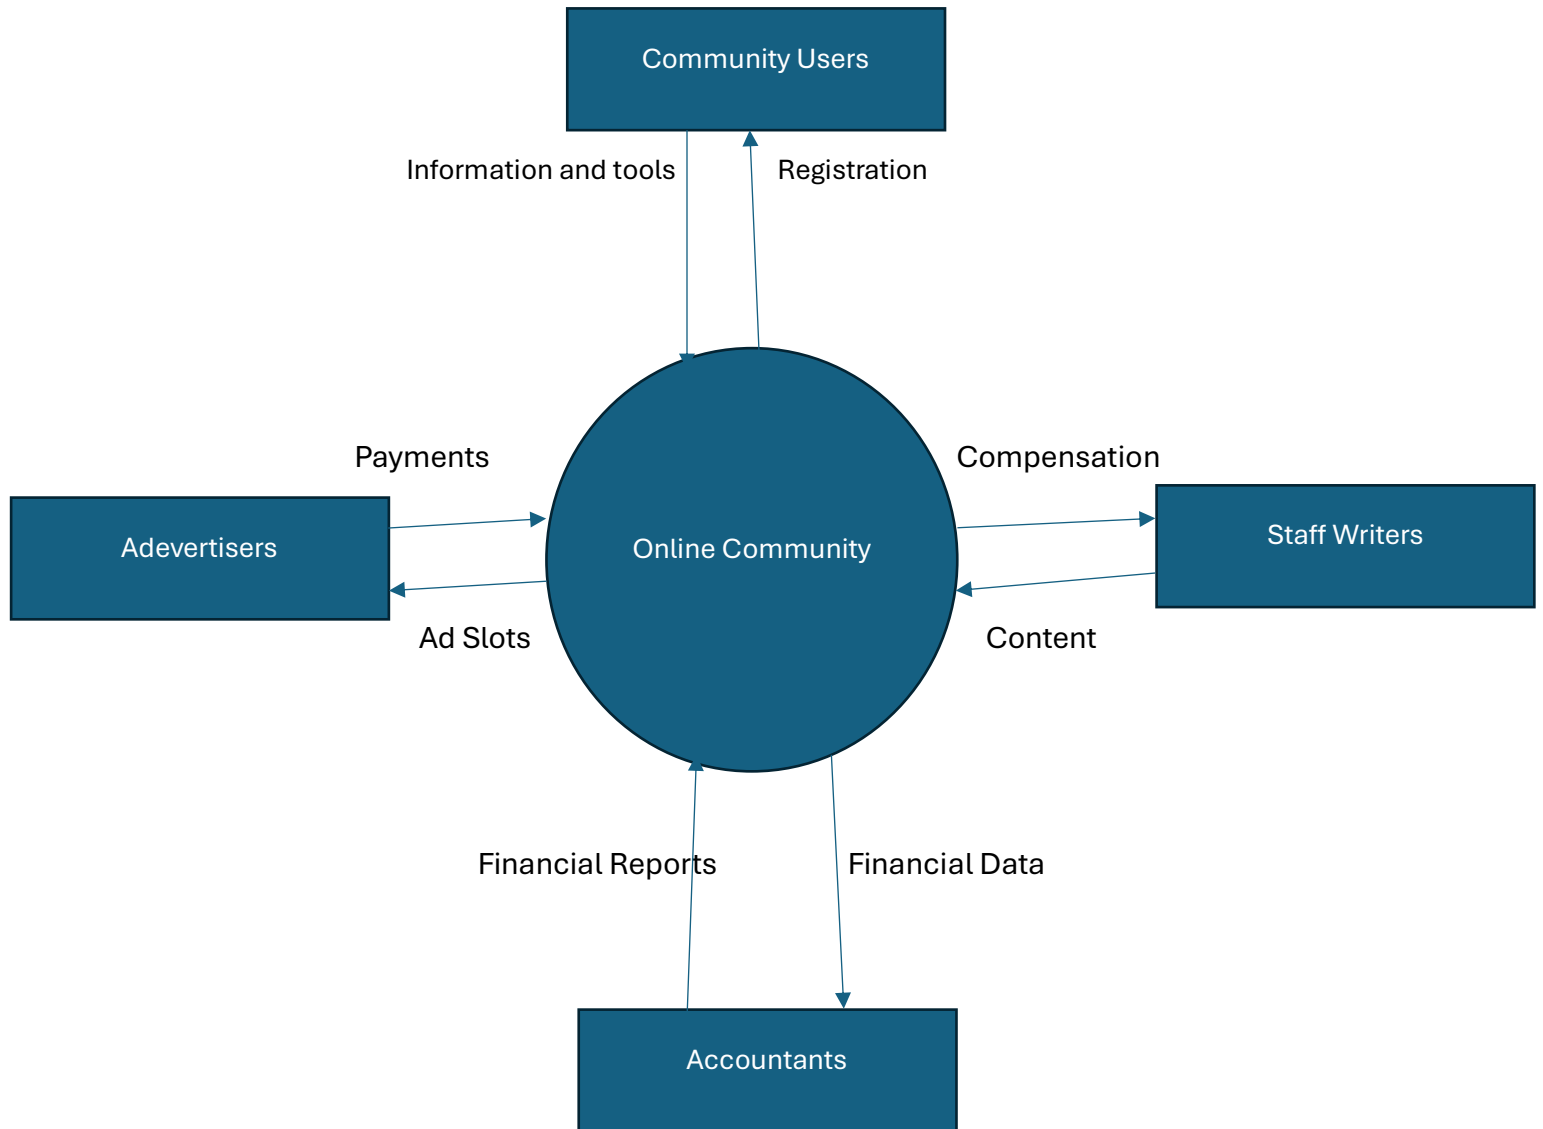 Community Users
Information and tools
Registration
Payments
Compensation
Adevertisers
Online Community
Staff Writers
Ad Slots
Content
Financial Reports
Financial Data
Accountants